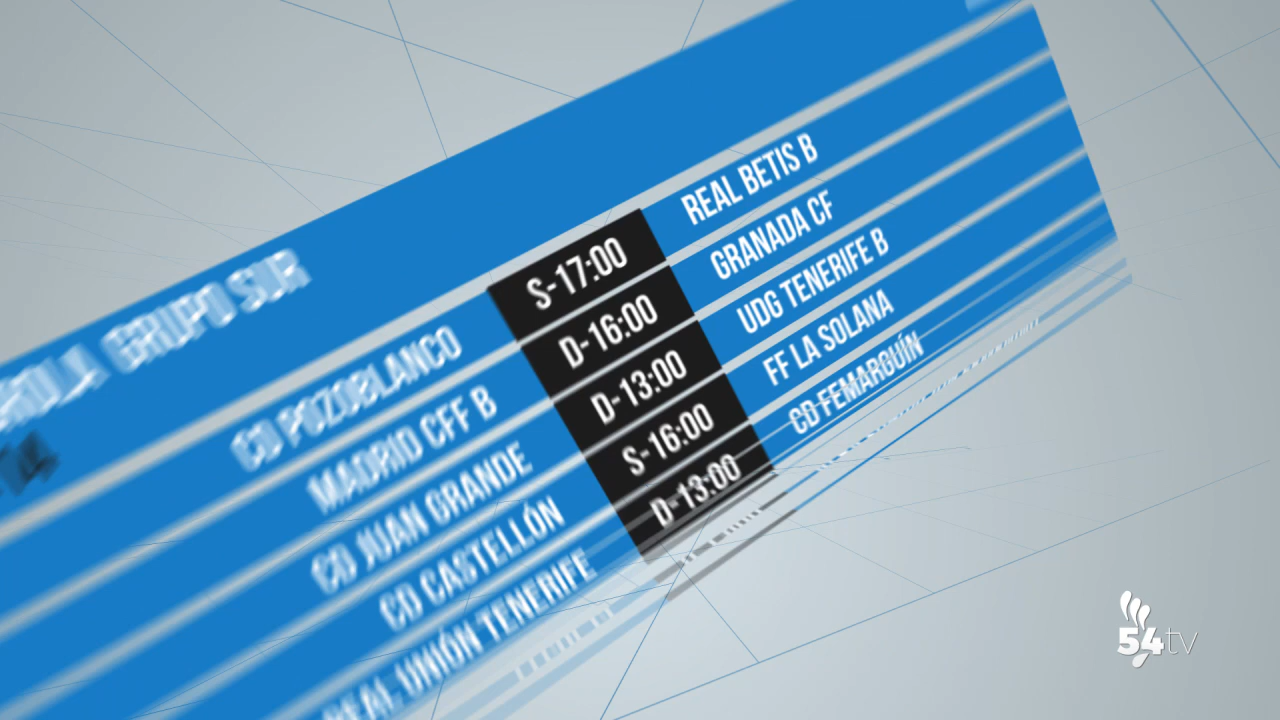 GRUPO SUR
CD POZOBLANCO S-17:00 REAL BETIS B
MADRID CFF B D-16:00 GRANADA CF
CD JUAN GRANDE D-13:00 UDG TENERIFE B
CD CASTELLÓN S-16:00 FF LA SOLANA
REAL UNIÓN TENERIFE D-13:00 CD FEMARGUÍN
54tv